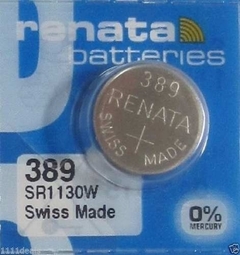 renata
batteries
389
RENATA
+
SWISS MADE
389
SR1130W
Swiss Made
0%
MERCURY